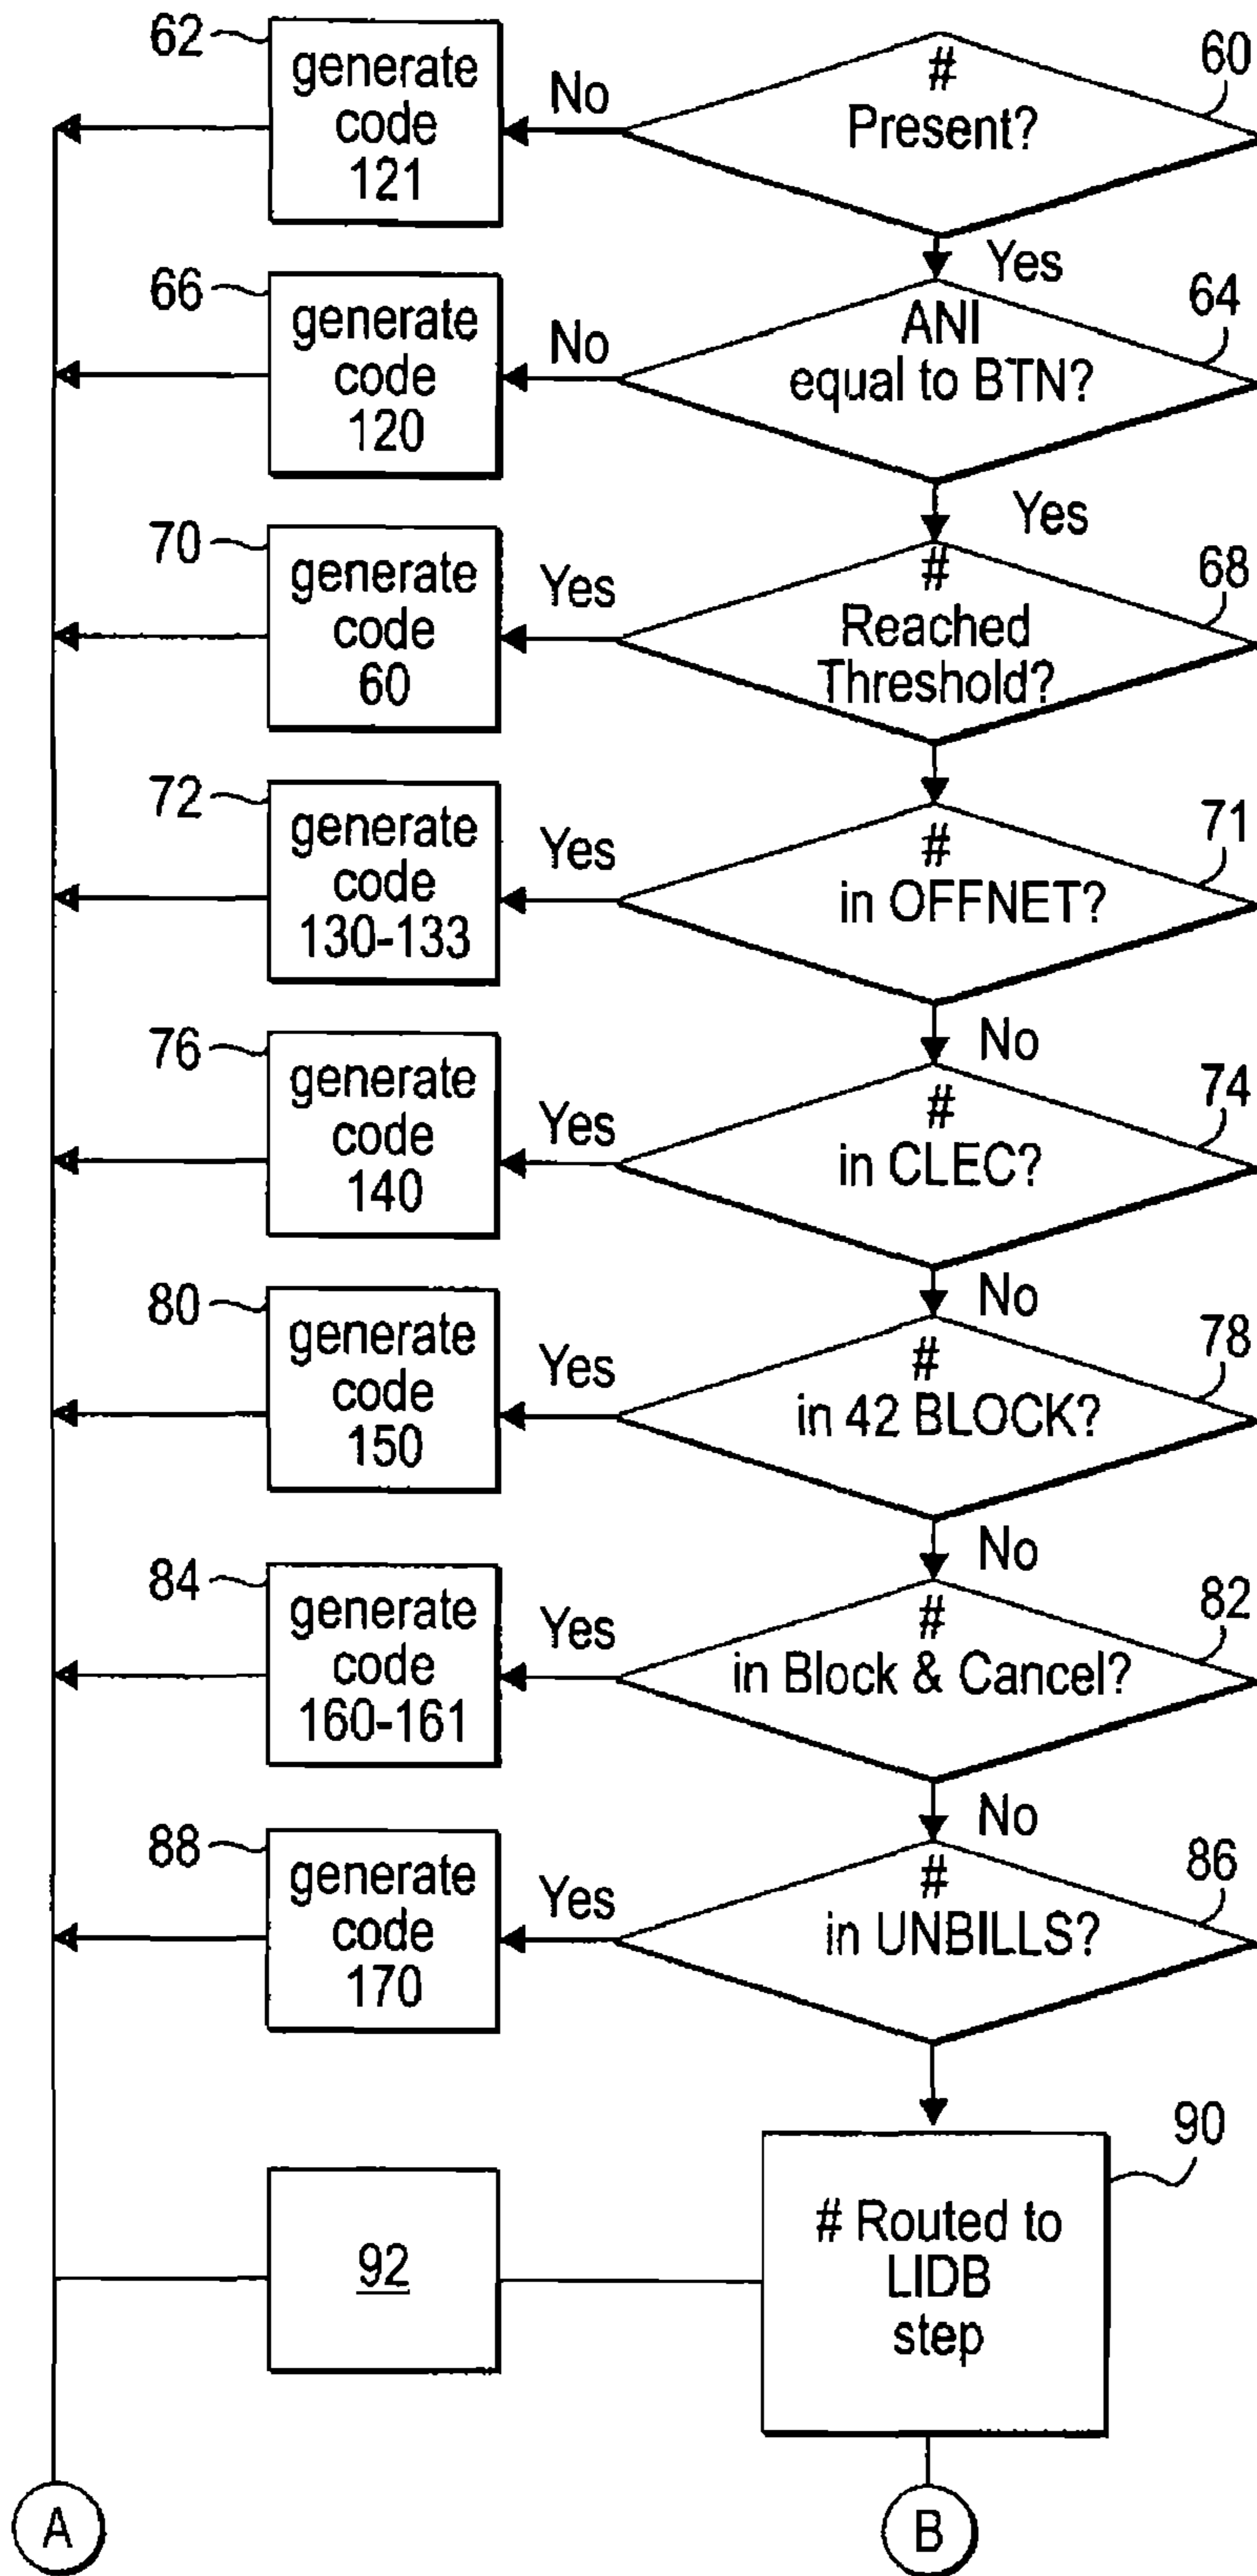 62
generate
code
121
No
#
Present?
60
Yes
66
generate
code
120
No
ANI
equal to BTN?
64
Yes
70
generate
code
60
Yes
#
Reached
Threshold?
68
72
generate
code
130-133
Yes
#
in OFFNET?
71
No
76
generate
code
140
Yes
#
in CLEC?
74
No
80
generate
code
150
Yes
#
in 42 BLOCK?
78
No
84
generate
code
160-161
Yes
#
in Block & Cancel?
82
No
88
generate
code
170
Yes
#
in UNBILLS?
86
92
# Routed to
LIDB
step
90
A
B